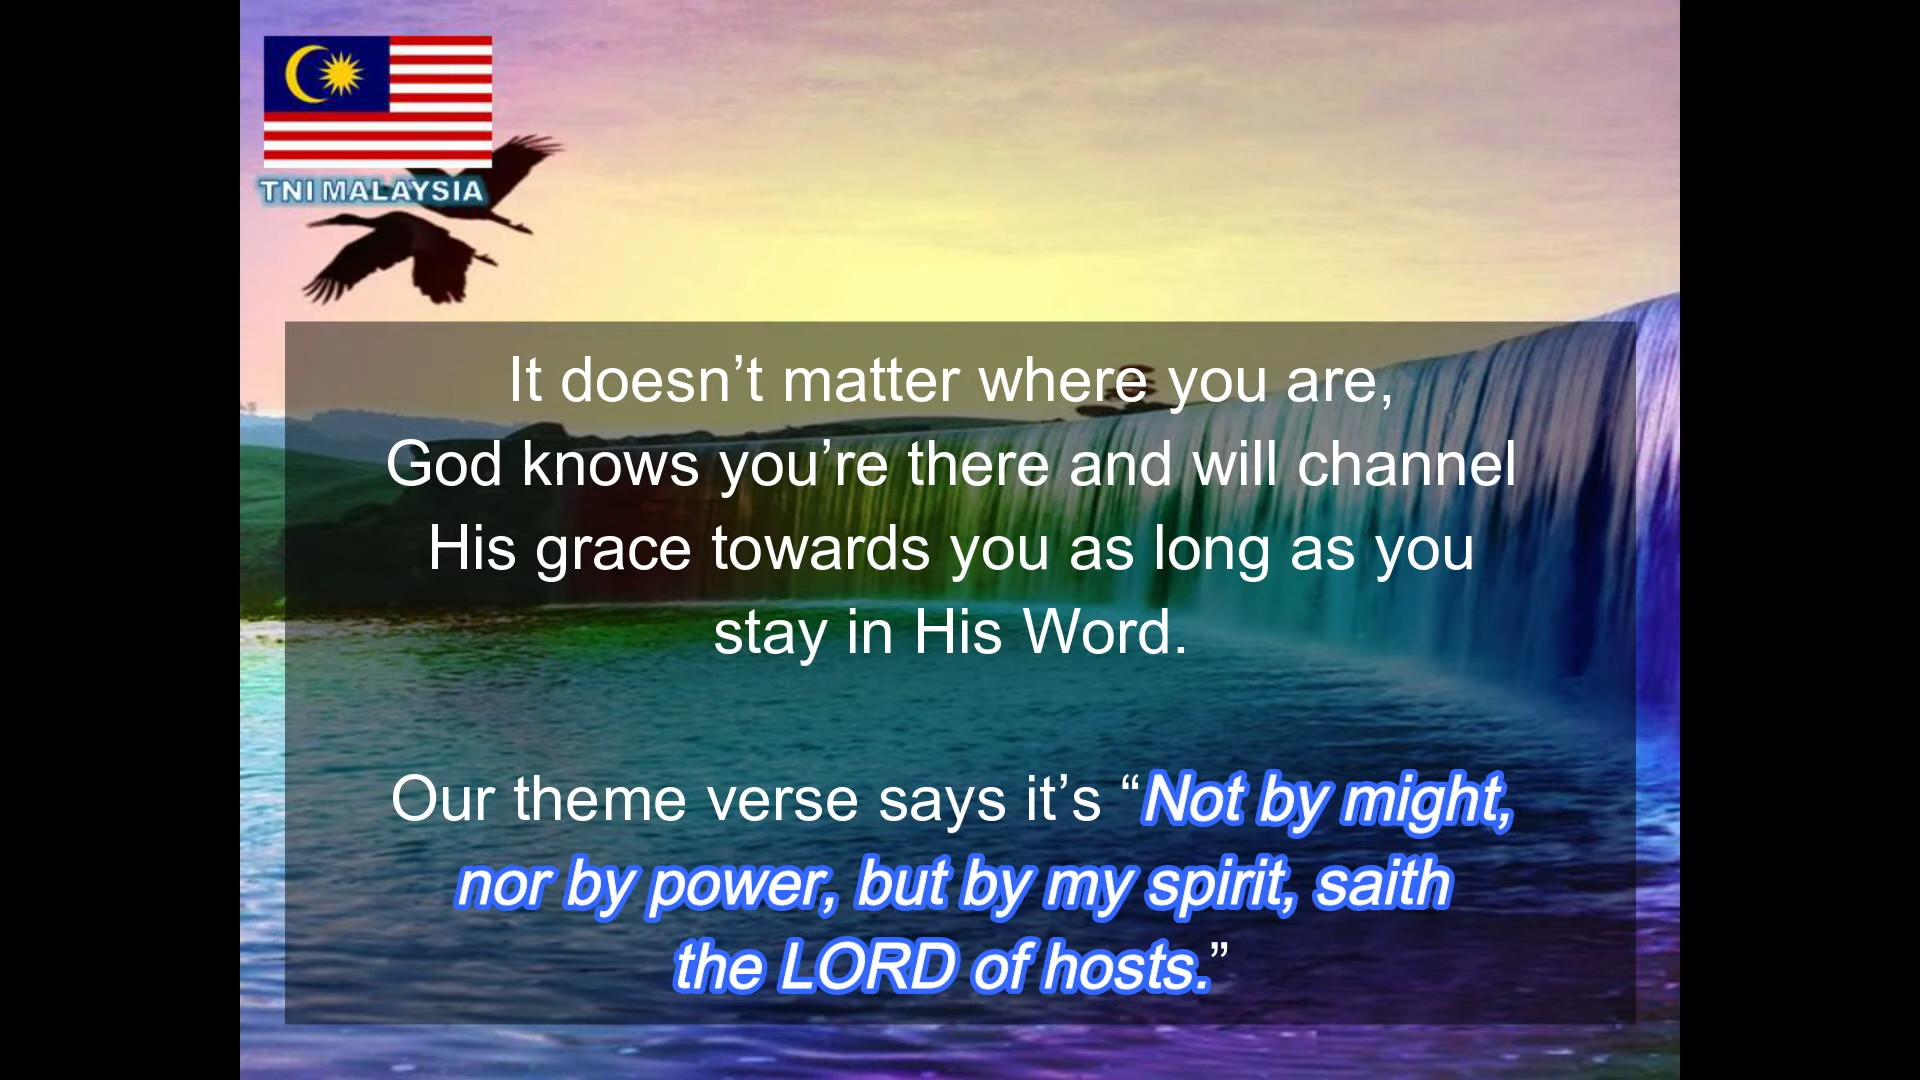 TNI MALAYSIA
It doesn’t matter where you are,
God knows you’re there and will channel
His grace towards you as long as you
stay in His Word.
Our theme verse says it’s “Not by might,
nor by power, but by my spirit, saith
the LORD of hosts.”